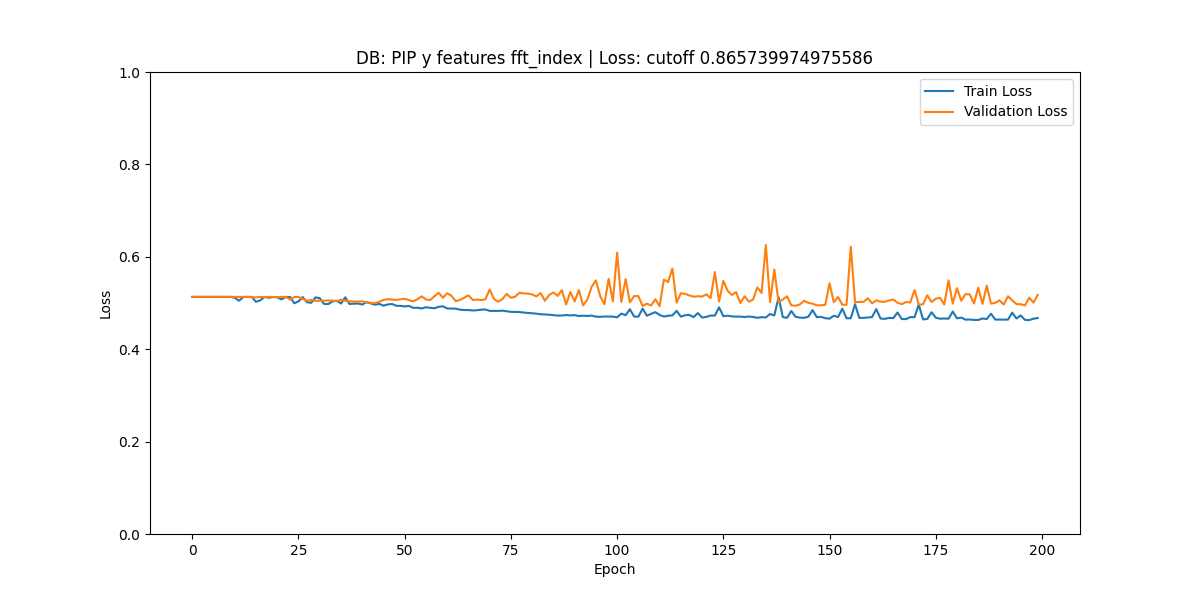 DB: PIP y features fft_index | Loss: cutoff 0.865739974975586
Train Loss
Validation Loss
1.0
0.8
0.6
0.4
0.2
0.0
Loss
0 25 50 75 100 125 150 175 200
Epoch